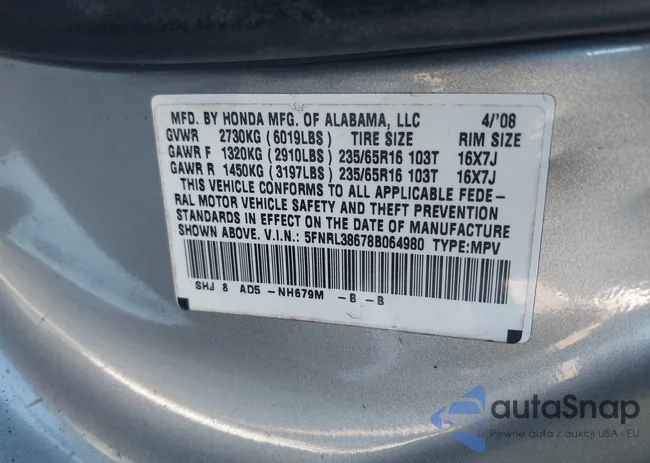 MFD. BY HONDA MFG. OF ALABAMA, LLC 4/'08
GVWR 2730KG (6019LBS) TIRE SIZE RIM SIZE
GAWR F 1320KG (2910LBS) 235/65R16 103T 16X7J
GAWR R 1450KG (3197LBS) 235/65R16 103T 16X7J
THIS VEHICLE CONFORMS TO ALL APPLICABLE FEDE-
RAL MOTOR VEHICLE SAFETY AND THEFT PREVENTION
STANDARDS IN EFFECT ON THE DATE OF MANUFACTURE
SHOWN ABOVE. V.I.N.: 5FNRL38678B064980 TYPE:MPV
SHJ 8 AD5 -NH679M -B -B
autaSnap
Pewne auta z aukcji USA i EU